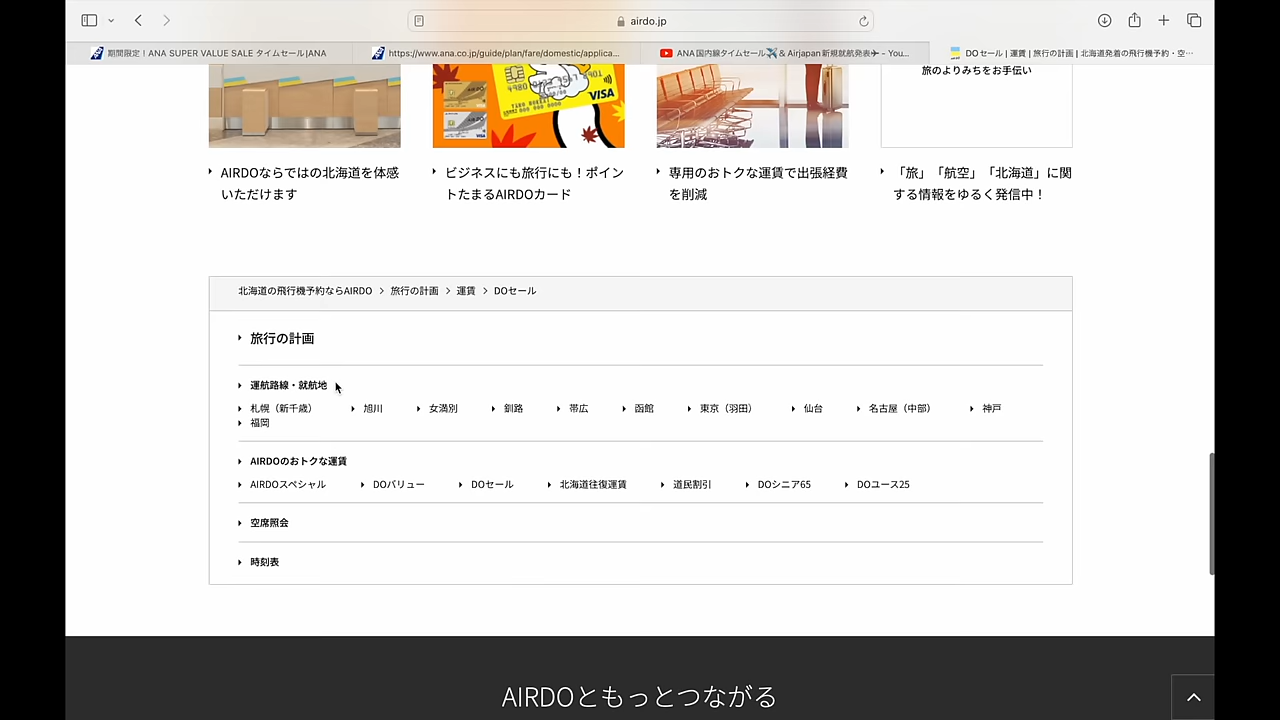 airdo.jp
期間限定！ANA SUPER VALUE SALE タイムセール|ANA
https://www.ana.co.jp/guide/plan/fare/domestic/applica...
ANA国内線タイムセール✈️& Airjapan新規就航発表✈ - You...
DOセール | 運賃 | 旅行の計画 | 北海道発着の飛行機予約・空…
旅のよりみちをお手伝い
VISA
VISA
AIRDOならではの北海道を体感
いただけます
ビジネスにも旅行にも！ポイン
トたまるAIRDOカード
専用のおトクな運賃で出張経費
を削減
「旅」「航空」「北海道」に関
する情報をゆるく発信中！
北海道の飛行機予約ならAIRDO > 旅行の計画 > 運賃 > DOセール
旅行の計画
運航路線・就航地
札幌（新千歳） 旭川 女満別 釧路 帯広 函館 東京（羽田） 仙台 名古屋（中部） 神戸
福岡
AIRDOのおトクな運賃
AIRDOスペシャル DOバリュー DOセール 北海道往復運賃 道民割引 DOシニア65 DOユース25
空席照会
時刻表
AIRDOともっとつながる